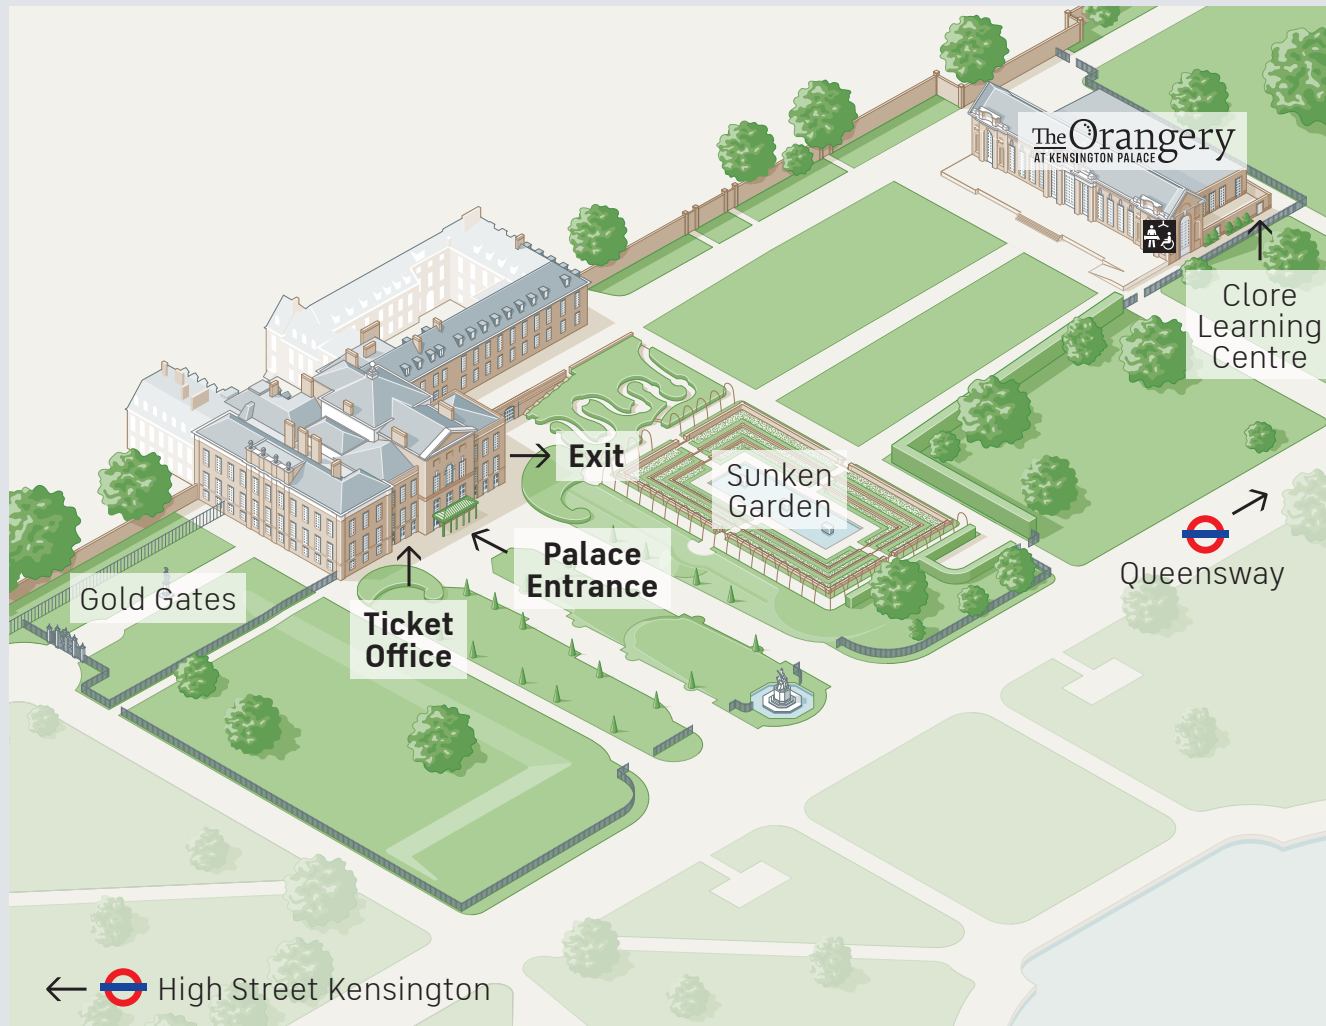 The Orangery
AT KENSINGTON PALACE
Clore
Learning
Centre
Exit
Sunken
Garden
Palace
Entrance
Queensway
Gold Gates
Ticket
Office
High Street Kensington